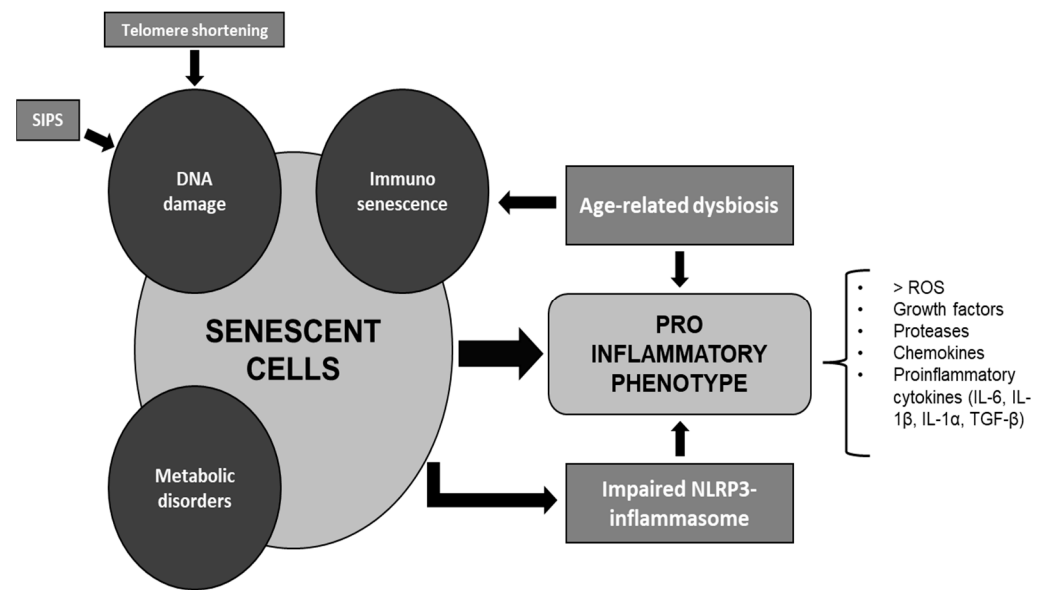 Telomere shortening
SIPS
DNA
damage
Immuno
senescence
Age-related dysbiosis
SENESCENT
CELLS
PRO
INFLAMMATORY
PHENOTYPE
• > ROS
• Growth factors
• Proteases
• Chemokines
• Proinflammatory
cytokines (IL-6, IL-
1β, IL-1α, TGF-β)
Metabolic
disorders
Impaired NLRP3-
inflammasome